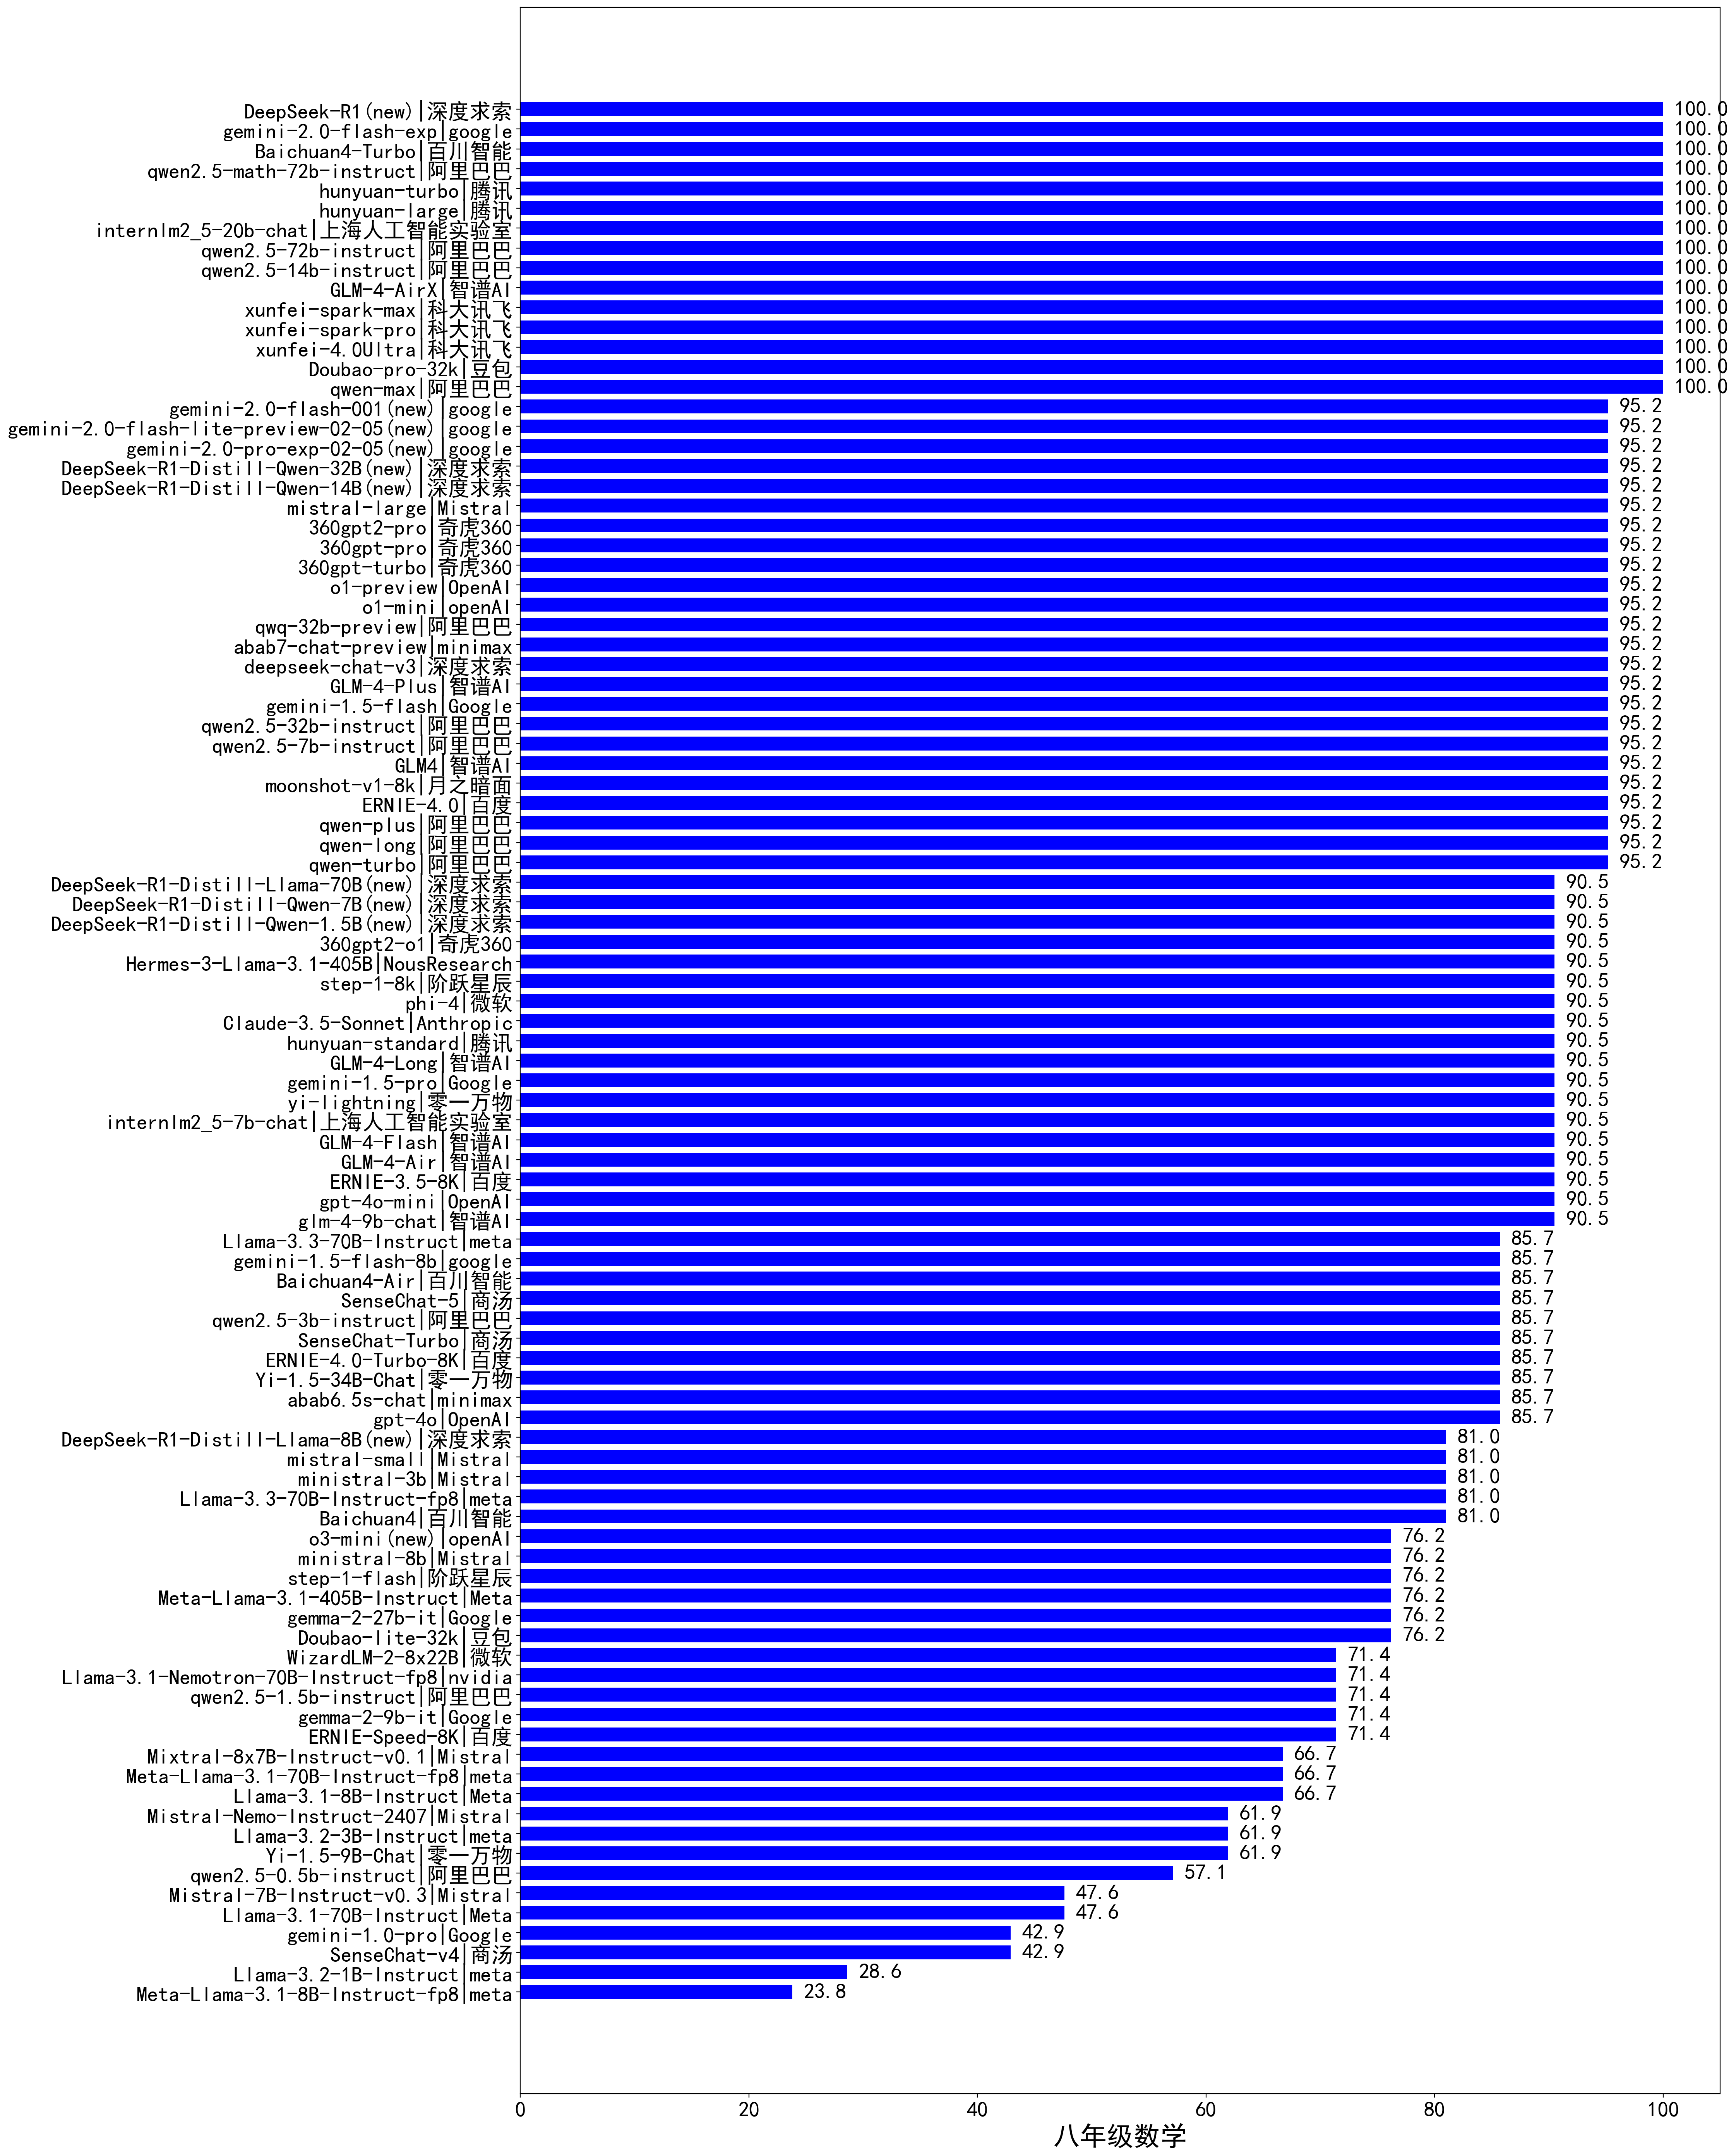 DeepSeek-R1(new)|深度求索 100.0
gemini-2.0-flash-exp|google 100.0
Baichuan4-Turbo|百川智能 100.0
qwen2.5-math-72b-instruct|阿里巴巴 100.0
hunyuan-turbo|腾讯 100.0
hunyuan-large|腾讯 100.0
internlm2_5-20b-chat|上海人工智能实验室 100.0
qwen2.5-72b-instruct|阿里巴巴 100.0
qwen2.5-14b-instruct|阿里巴巴 100.0
GLM-4-AirX|智谱AI 100.0
xunfei-spark-max|科大讯飞 100.0
xunfei-spark-pro|科大讯飞 100.0
xunfei-4.0Ultra|科大讯飞 100.0
Doubao-pro-32k|豆包 100.0
qwen-max|阿里巴巴 100.0
gemini-2.0-flash-001(new)|google 95.2
gemini-2.0-flash-lite-preview-02-05(new)|google 95.2
gemini-2.0-pro-exp-02-05(new)|google 95.2
DeepSeek-R1-Distill-Qwen-32B(new)|深度求索 95.2
DeepSeek-R1-Distill-Qwen-14B(new)|深度求索 95.2
mistral-large|Mistral 95.2
360gpt2-pro|奇虎360 95.2
360gpt-pro|奇虎360 95.2
360gpt-turbo|奇虎360 95.2
o1-preview|OpenAI 95.2
o1-mini|openAI 95.2
qwq-32b-preview|阿里巴巴 95.2
abab7-chat-preview|minimax 95.2
deepseek-chat-v3|深度求索 95.2
GLM-4-Plus|智谱AI 95.2
gemini-1.5-flash|Google 95.2
qwen2.5-32b-instruct|阿里巴巴 95.2
qwen2.5-7b-instruct|阿里巴巴 95.2
GLM4|智谱AI 95.2
moonshot-v1-8k|月之暗面 95.2
ERNIE-4.0|百度 95.2
qwen-plus|阿里巴巴 95.2
qwen-long|阿里巴巴 95.2
qwen-turbo|阿里巴巴 95.2
DeepSeek-R1-Distill-Llama-70B(new)|深度求索 90.5
DeepSeek-R1-Distill-Qwen-7B(new)|深度求索 90.5
DeepSeek-R1-Distill-Qwen-1.5B(new)|深度求索 90.5
360gpt2-o1|奇虎360 90.5
Hermes-3-Llama-3.1-405B|NousResearch 90.5
step-1-8k|阶跃星辰 90.5
phi-4|微软 90.5
Claude-3.5-Sonnet|Anthropic 90.5
hunyuan-standard|腾讯 90.5
GLM-4-Long|智谱AI 90.5
gemini-1.5-pro|Google 90.5
yi-lightning|零一万物 90.5
internlm2_5-7b-chat|上海人工智能实验室 90.5
GLM-4-Flash|智谱AI 90.5
GLM-4-Air|智谱AI 90.5
ERNIE-3.5-8K|百度 90.5
gpt-4o-mini|OpenAI 90.5
glm-4-9b-chat|智谱AI 90.5
Llama-3.3-70B-Instruct|meta 85.7
gemini-1.5-flash-8b|google 85.7
Baichuan4-Air|百川智能 85.7
SenseChat-5|商汤 85.7
qwen2.5-3b-instruct|阿里巴巴 85.7
SenseChat-Turbo|商汤 85.7
ERNIE-4.0-Turbo-8K|百度 85.7
Yi-1.5-34B-Chat|零一万物 85.7
abab6.5s-chat|minimax 85.7
gpt-4o|OpenAI 85.7
DeepSeek-R1-Distill-Llama-8B(new)|深度求索 81.0
mistral-small|Mistral 81.0
ministral-3b|Mistral 81.0
Llama-3.3-70B-Instruct-fp8|meta 81.0
Baichuan4|百川智能 81.0
o3-mini(new)|openAI 76.2
ministral-8b|Mistral 76.2
step-1-flash|阶跃星辰 76.2
Meta-Llama-3.1-405B-Instruct|Meta 76.2
gemma-2-27b-it|Google 76.2
Doubao-lite-32k|豆包 76.2
WizardLM-2-8x22B|微软 71.4
Llama-3.1-Nemotron-70B-Instruct-fp8|nvidia 71.4
qwen2.5-1.5b-instruct|阿里巴巴 71.4
gemma-2-9b-it|Google 71.4
ERNIE-Speed-8K|百度 71.4
Mixtral-8x7B-Instruct-v0.1|Mistral 66.7
Meta-Llama-3.1-70B-Instruct-fp8|meta 66.7
Llama-3.1-8B-Instruct|Meta 66.7
Mistral-Nemo-Instruct-2407|Mistral 61.9
Llama-3.2-3B-Instruct|meta 61.9
Yi-1.5-9B-Chat|零一万物 61.9
qwen2.5-0.5b-instruct|阿里巴巴 57.1
Mistral-7B-Instruct-v0.3|Mistral 47.6
Llama-3.1-70B-Instruct|Meta 47.6
gemini-1.0-pro|Google 42.9
SenseChat-v4|商汤 42.9
Llama-3.2-1B-Instruct|meta 28.6
Meta-Llama-3.1-8B-Instruct-fp8|meta 23.8
0 20 40 60 80 100
八年级数学